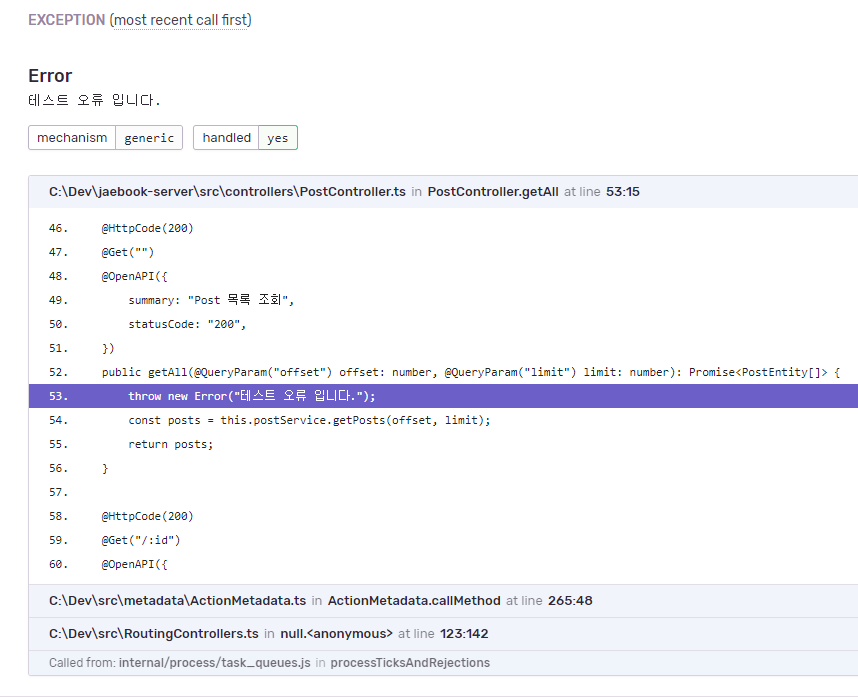 EXCEPTION (most recent call first)
Error
테스트 오류 입니다.
mechanism generic handled yes
C:\Dev\jaebook-server\src\controllers\PostController.ts in PostController.getAll at line 53:15
46. @HttpCode(200)
47. @Get("")
48. @OpenAPI({
49. summary: "Post 목록 조회",
50. statusCode: "200",
51. })
52. public getAll(@QueryParam("offset") offset: number, @QueryParam("limit") limit: number): Promise<PostEntity[]> {
53. throw new Error("테스트 오류 입니다.");
54. const posts = this.postService.getPosts(offset, limit);
55. return posts;
56. }
57.
58. @HttpCode(200)
59. @Get("/:id")
60. @OpenAPI({
C:\Dev\src\metadata\ActionMetadata.ts in ActionMetadata.callMethod at line 265:48
C:\Dev\src\RoutingControllers.ts in null.<anonymous> at line 123:142
Called from: internal/process/task_queues.js in processTicksAndRejections